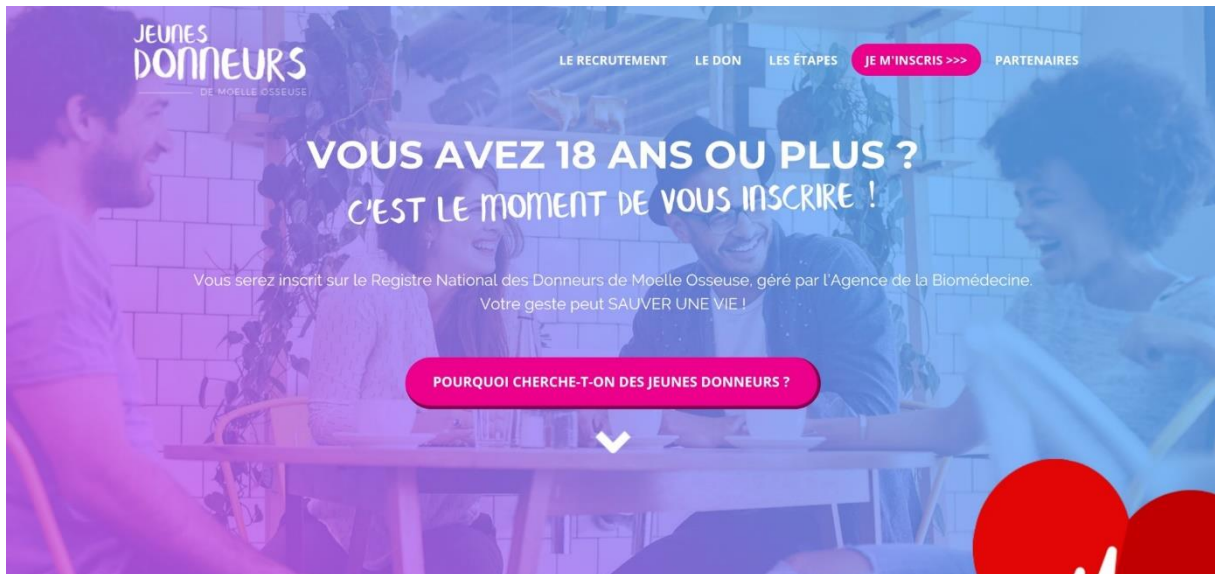 JEUNES
DONNEURS
DE MOELLE OSSEUSE
LE RECRUTEMENT LE DON LES ÉTAPES JE M'INSCRIS >>> PARTENAIRES
VOUS AVEZ 18 ANS OU PLUS ?
C'EST LE MOMENT DE VOUS INSCRIRE !
Vous serez inscrit sur le Registre National des Donneurs de Moelle Osseuse, géré par l'Agence de la Biomédecine.
Votre geste peut SAUVER UNE VIE !
POURQUOI CHERCHE-T-ON DES JEUNES DONNEURS ?